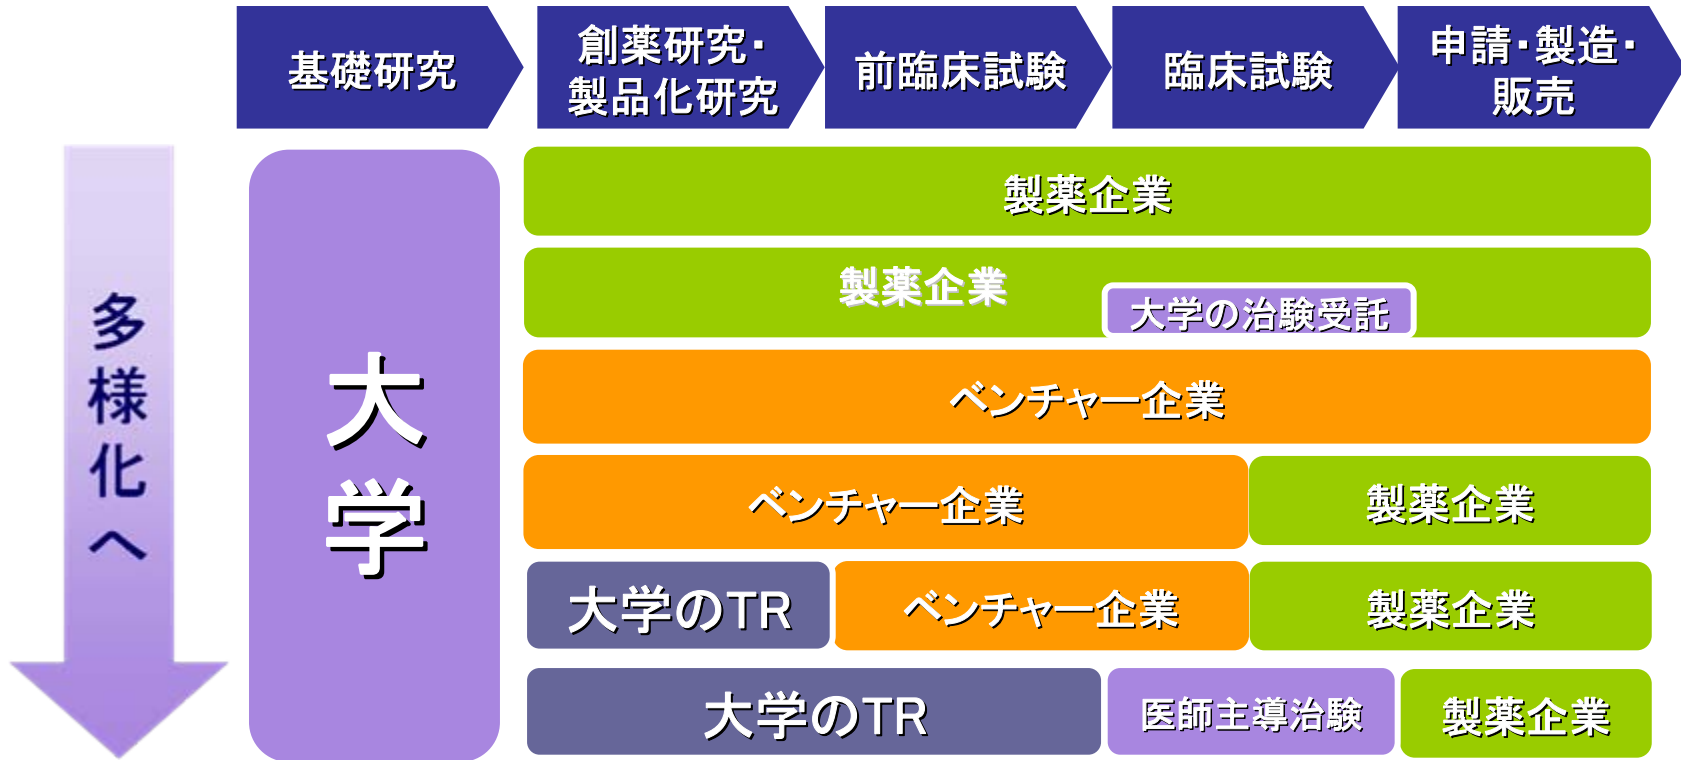 基礎研究
創薬研究・
製品化研究
前臨床試験
臨床試験
申請・製造・
販売
多様化へ
大学
製薬企業
製薬企業
大学の治験受託
ベンチャー企業
ベンチャー企業
製薬企業
大学のTR
ベンチャー企業
製薬企業
大学のTR
医師主導治験
製薬企業